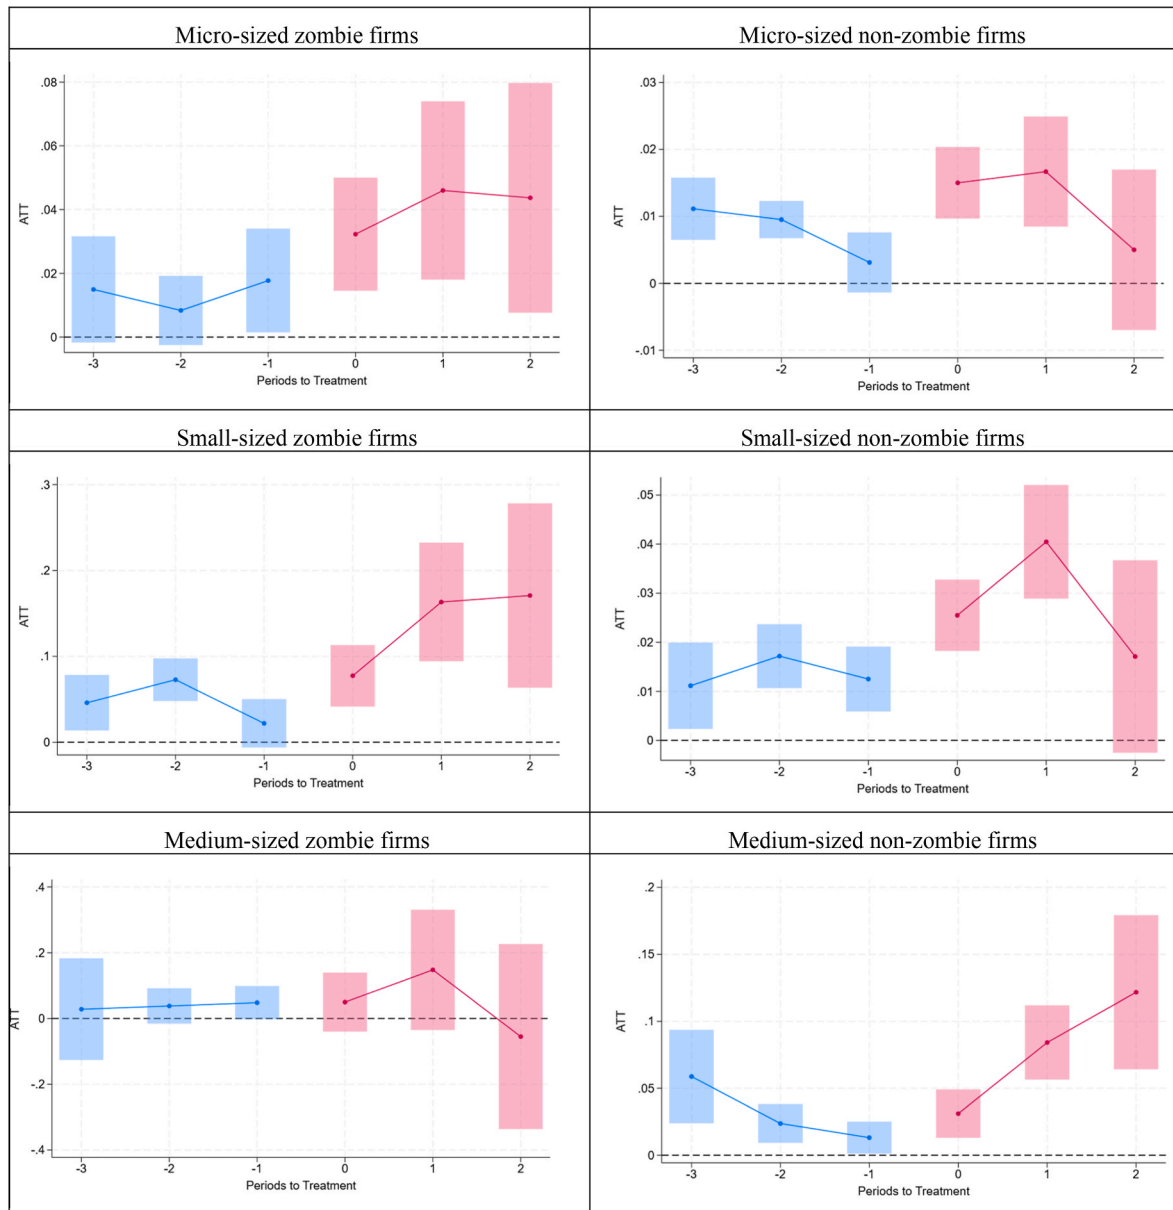 Micro-sized zombie firms
Micro-sized non-zombie firms
.08
.06
.04
.02
0
ATT
-3 -2 -1 0 1 2
Periods to Treatment
.03
.02
.01
0
-.01
ATT
-3 -2 -1 0 1 2
Periods to Treatment
Small-sized zombie firms
Small-sized non-zombie firms
.3
.2
.1
0
ATT
-3 -2 -1 0 1 2
Periods to Treatment
.05
.04
.03
.02
.01
0
ATT
-3 -2 -1 0 1 2
Periods to Treatment
Medium-sized zombie firms
Medium-sized non-zombie firms
.4
.2
0
-.2
-.4
ATT
-3 -2 -1 0 1 2
Periods to Treatment
.2
.15
.1
.05
0
ATT
-3 -2 -1 0 1 2
Periods to Treatment